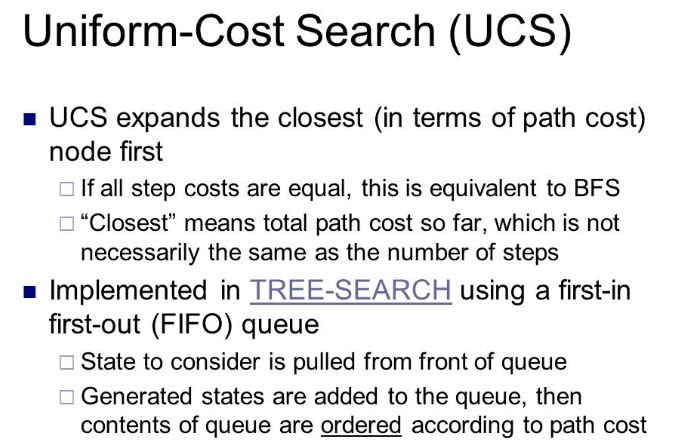 Uniform-Cost Search (UCS)
■ UCS expands the closest (in terms of path cost)
node first
□ If all step costs are equal, this is equivalent to BFS
□ “Closest” means total path cost so far, which is not
necessarily the same as the number of steps
■ Implemented in TREE-SEARCH using a first-in
first-out (FIFO) queue
□ State to consider is pulled from front of queue
□ Generated states are added to the queue, then
contents of queue are ordered according to path cost